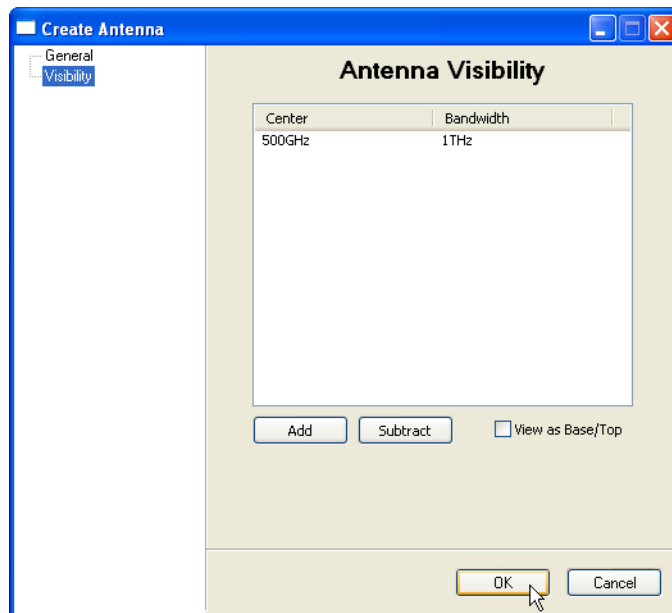 Create Antenna
General
Visibility
Antenna Visibility
Center Bandwidth
500GHz 1THz
Add Subtract View as Base/Top
OK Cancel